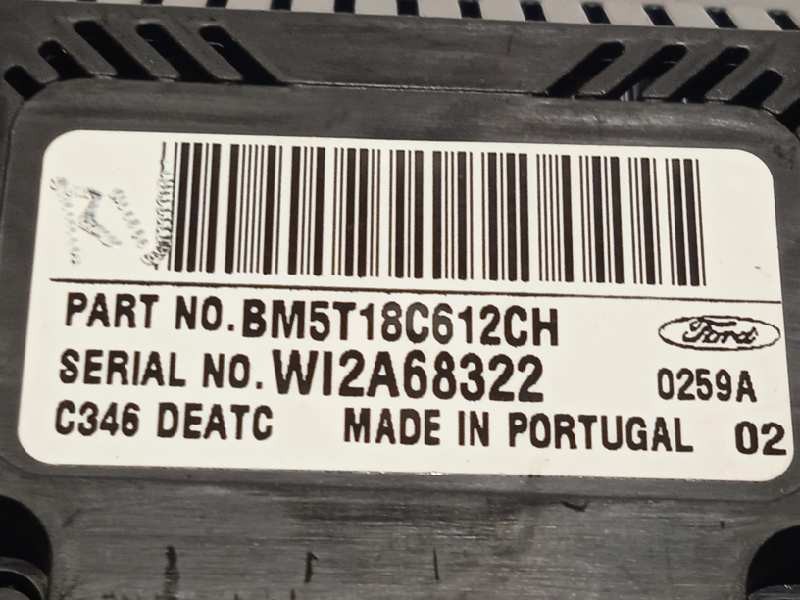 PART NO. BM5T18C612CH
Ford
SERIAL NO. WI2A68322
0259A
C346 DEATC MADE IN PORTUGAL 02